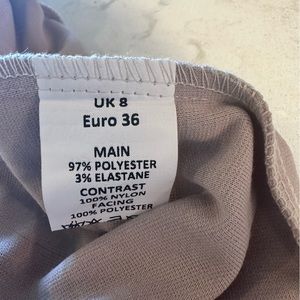 UK 8
Euro 36
MAIN
97% POLYESTER
3% ELASTANE
CONTRAST
100% NYLON
FACING
100% POLYESTER